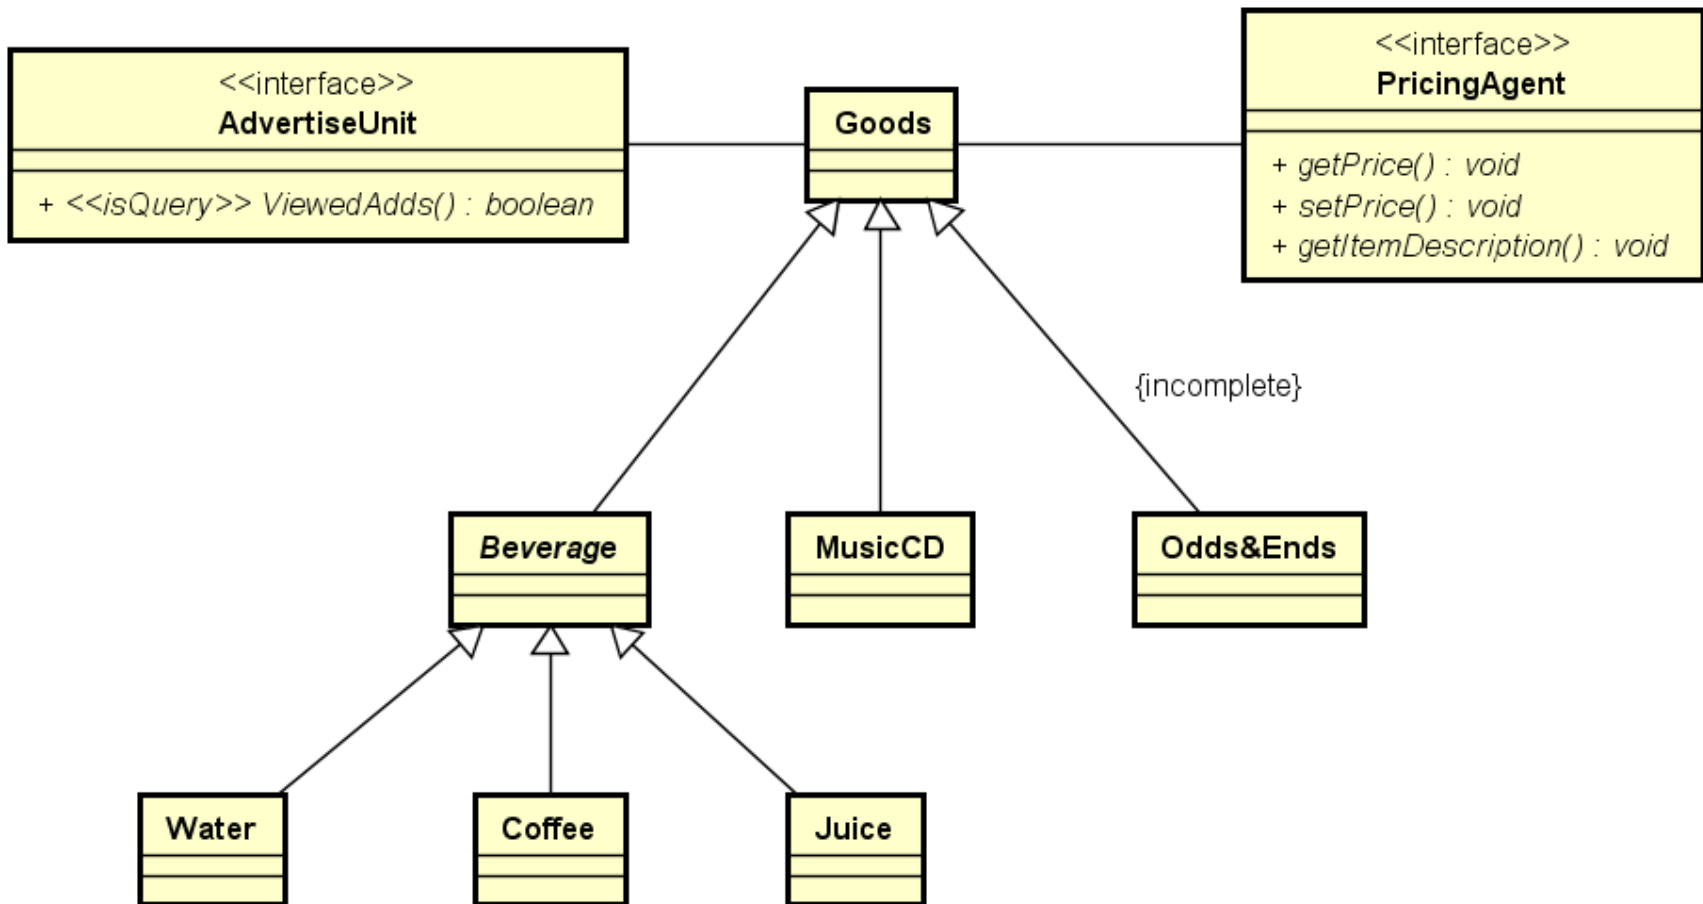 <<interface>>
AdvertiseUnit
+ <<isQuery>> ViewedAdds() : boolean
Goods
<<interface>>
PricingAgent
+ getPrice() : void
+ setPrice() : void
+ getItemDescription() : void
{incomplete}
Beverage
MusicCD
Odds&Ends
Water
Coffee
Juice